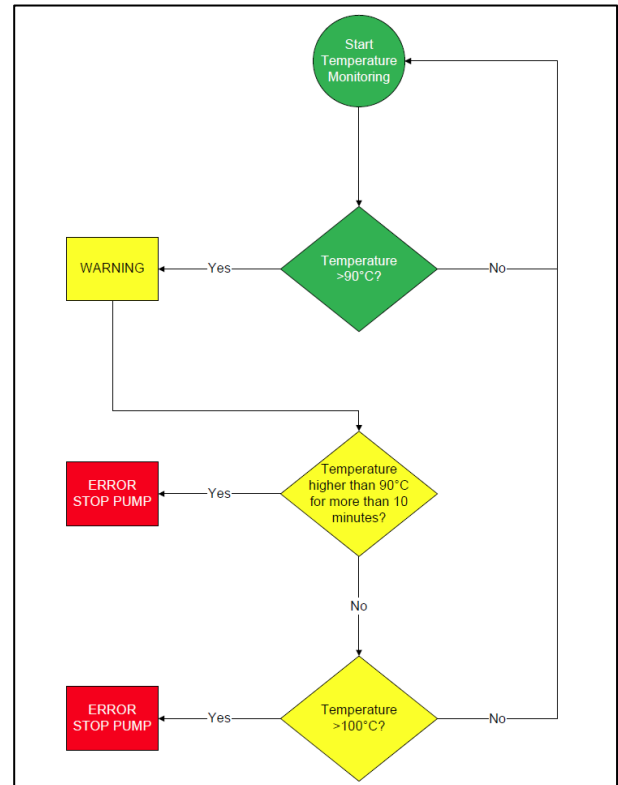 Start
Temperature
Monitoring
WARNING
Yes
Temperature
>90°C?
No
ERROR
STOP PUMP
Yes
Temperature
higher than 90°C
for more than 10
minutes?
No
ERROR
STOP PUMP
Yes
Temperature
>100°C?
No